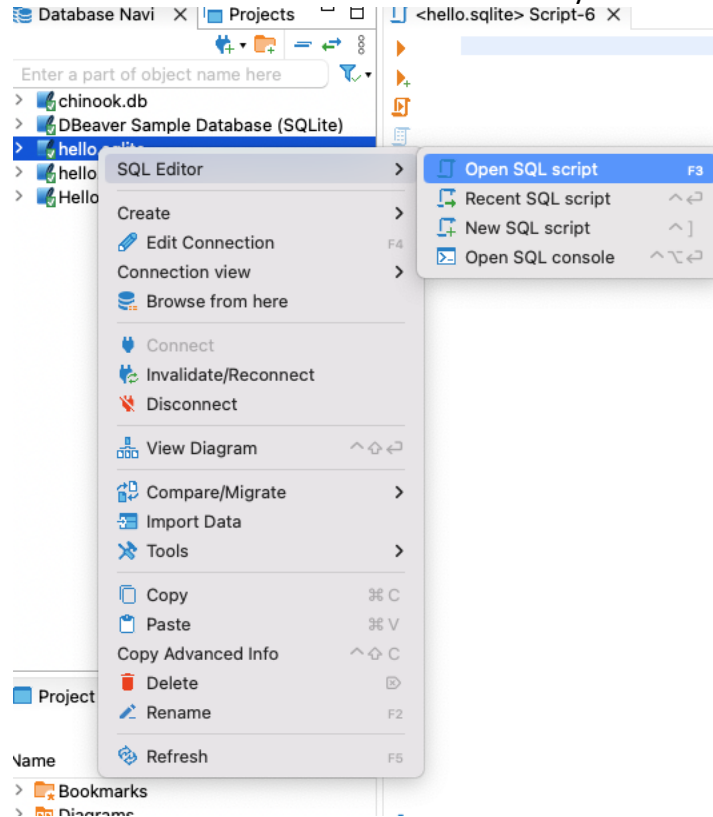 Database Navi
Projects
<hello.sqlite> Script-6
Enter a part of object name here
chinook.db
DBeaver Sample Database (SQLite)
hello.sqlite
hello
Hello
SQL Editor
Create
Edit Connection F4
Connection view
Browse from here
Connect
Invalidate/Reconnect
Disconnect
View Diagram ^⇧↩
Compare/Migrate
Import Data
Tools
Copy ⌘ C
Paste ⌘ V
Copy Advanced Info ^⇧ C
Delete ⌦
Rename F2
Refresh F5
Open SQL script F3
Recent SQL script ^↩
New SQL script ^ ]
Open SQL console ^⌥↩
Project
Name
Bookmarks
Diagrams